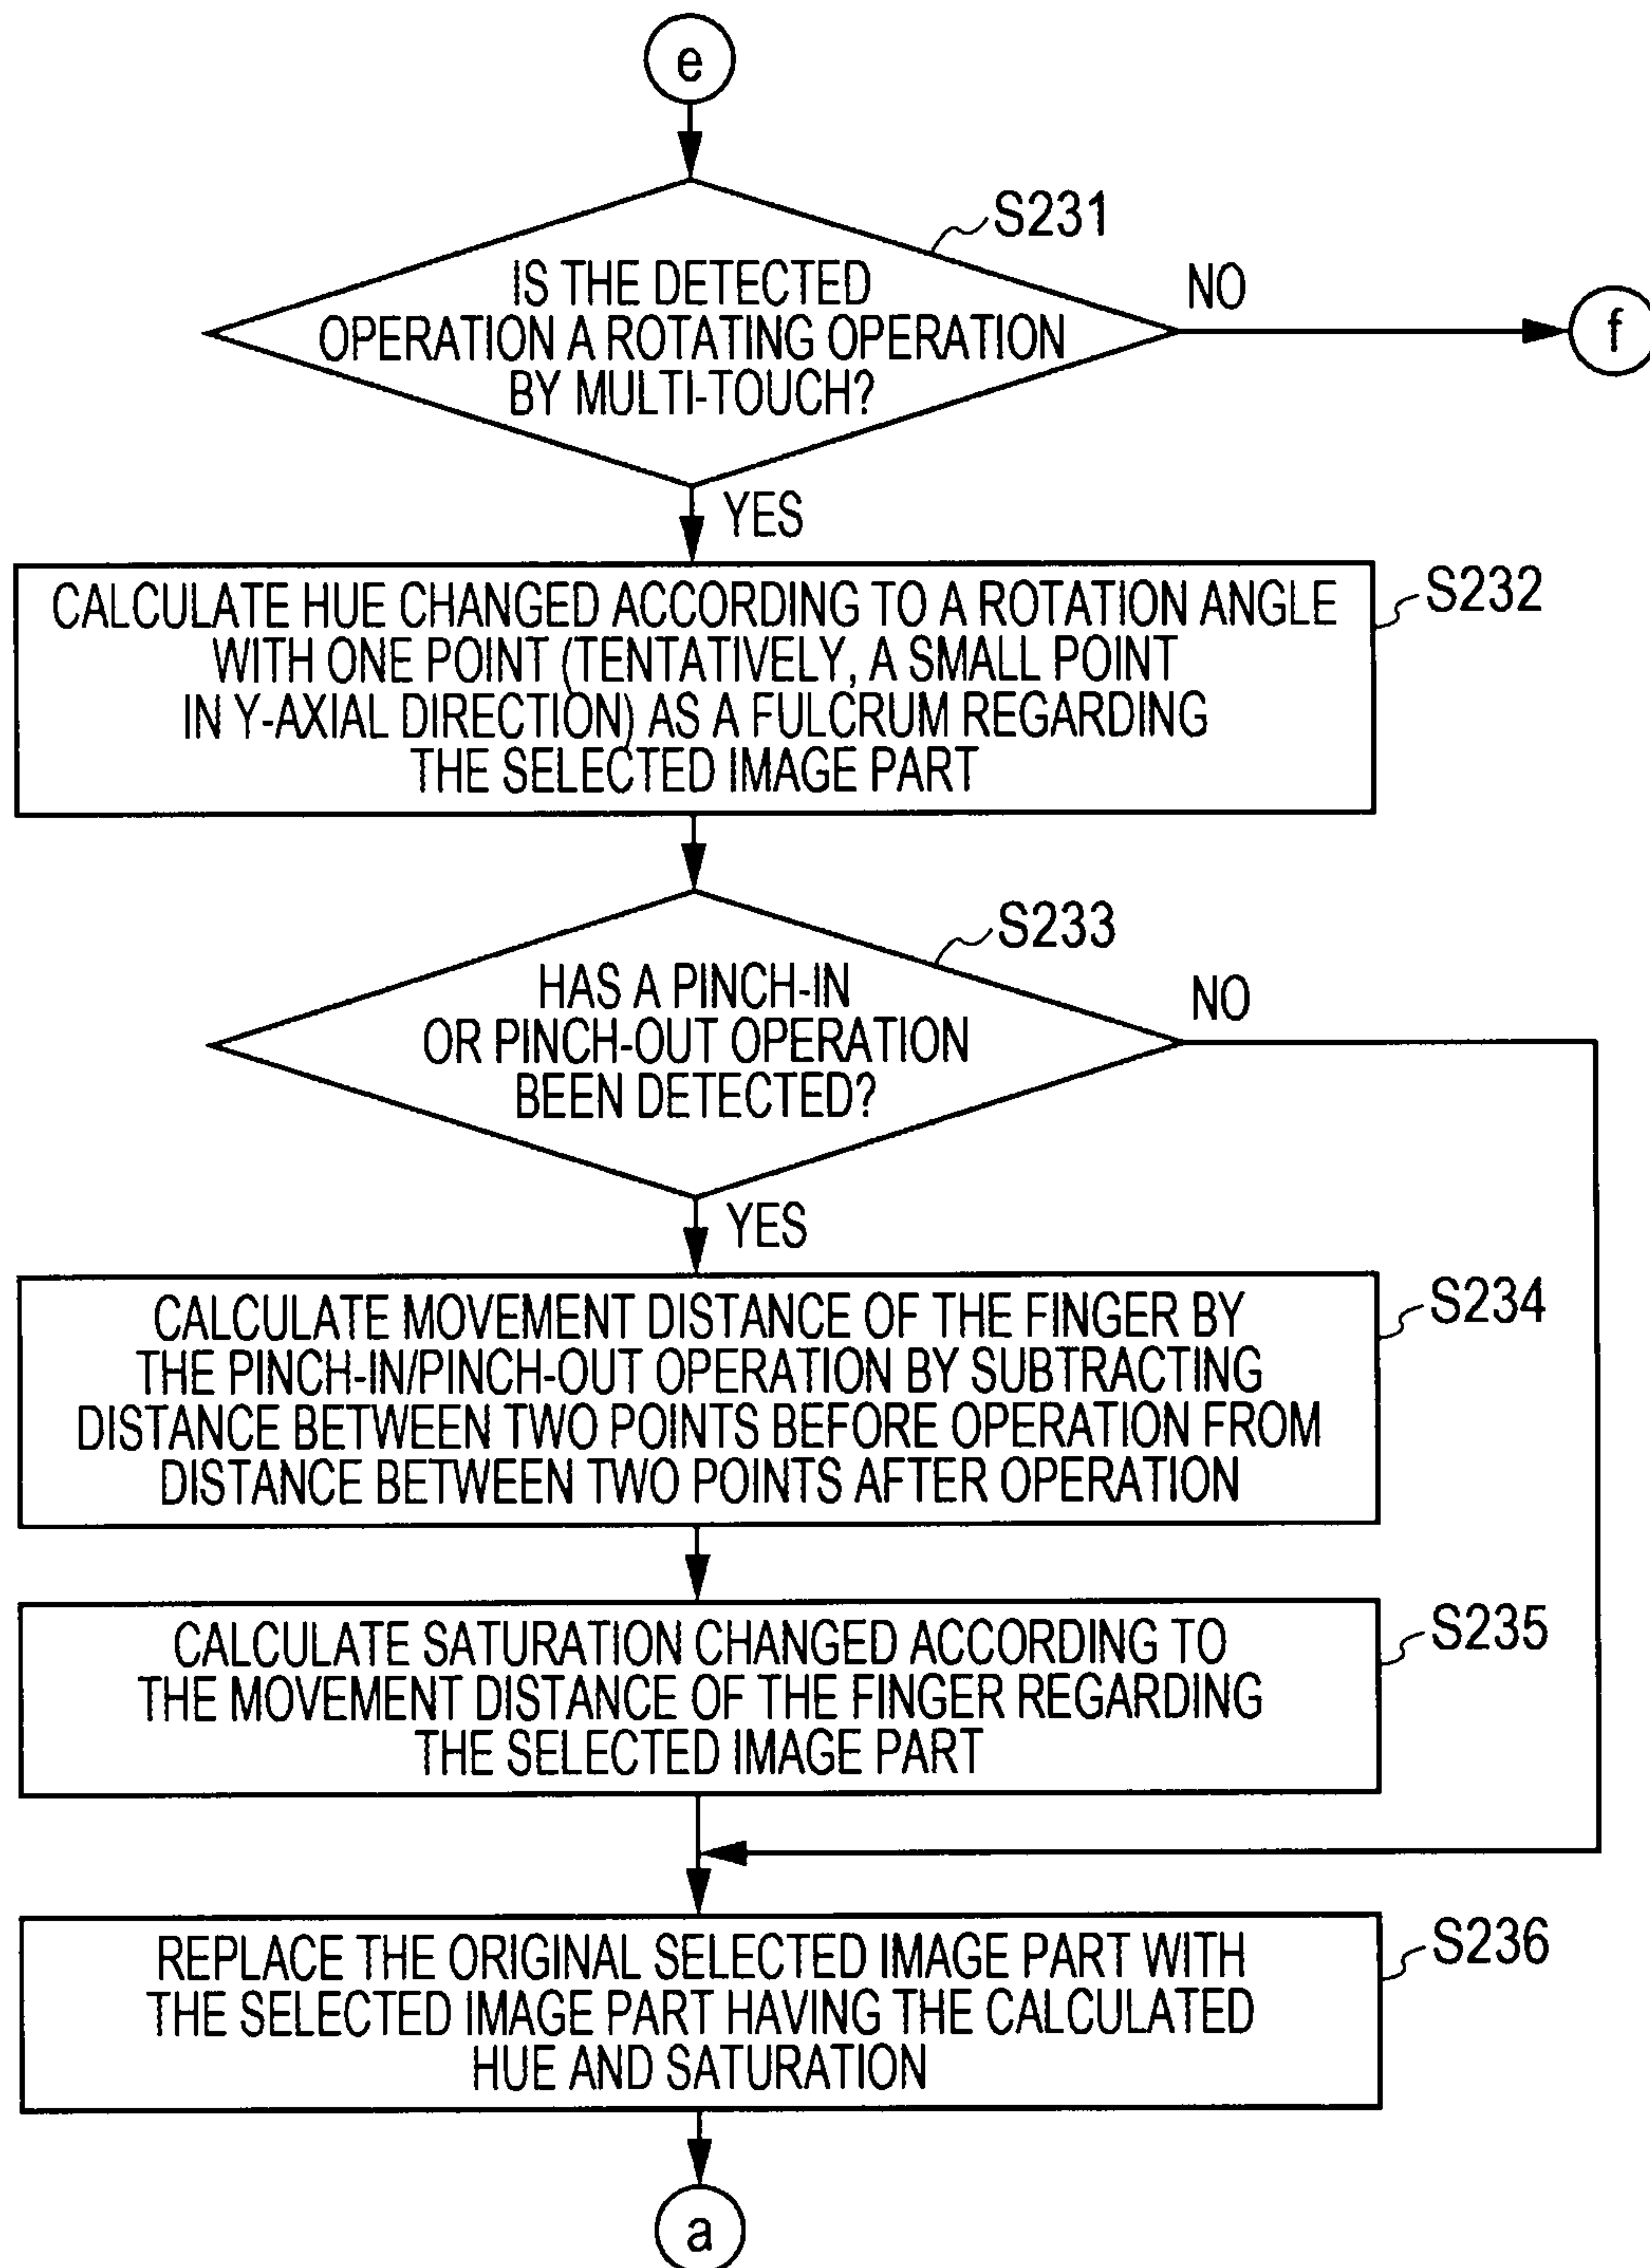 e
S231
IS THE DETECTED
OPERATION A ROTATING OPERATION
BY MULTI-TOUCH?
NO
f
YES
S232
CALCULATE HUE CHANGED ACCORDING TO A ROTATION ANGLE
WITH ONE POINT (TENTATIVELY, A SMALL POINT
IN Y-AXIAL DIRECTION) AS A FULCRUM REGARDING
THE SELECTED IMAGE PART
S233
HAS A PINCH-IN
OR PINCH-OUT OPERATION
BEEN DETECTED?
NO
YES
S234
CALCULATE MOVEMENT DISTANCE OF THE FINGER BY
THE PINCH-IN/PINCH-OUT OPERATION BY SUBTRACTING
DISTANCE BETWEEN TWO POINTS BEFORE OPERATION FROM
DISTANCE BETWEEN TWO POINTS AFTER OPERATION
S235
CALCULATE SATURATION CHANGED ACCORDING TO
THE MOVEMENT DISTANCE OF THE FINGER REGARDING
THE SELECTED IMAGE PART
S236
REPLACE THE ORIGINAL SELECTED IMAGE PART WITH
THE SELECTED IMAGE PART HAVING THE CALCULATED
HUE AND SATURATION
a